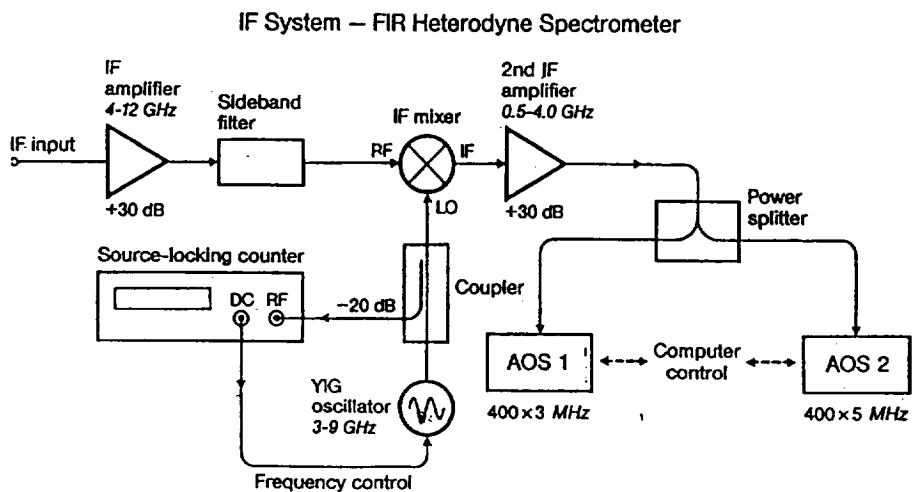 IF System – FIR Heterodyne Spectrometer
IF
amplifier
4-12 GHz
Sideband
filter
IF mixer
2nd IF
amplifier
0.5–4.0 GHz
IF input
RF
IF
LO
+30 dB
+30 dB
Power
splitter
Source-locking counter
DC
RF
–20 dB
Coupler
AOS 1
Computer
control
AOS 2
400 × 3 MHz
400 × 5 MHz
YIG
oscillator
3-9 GHz
Frequency control